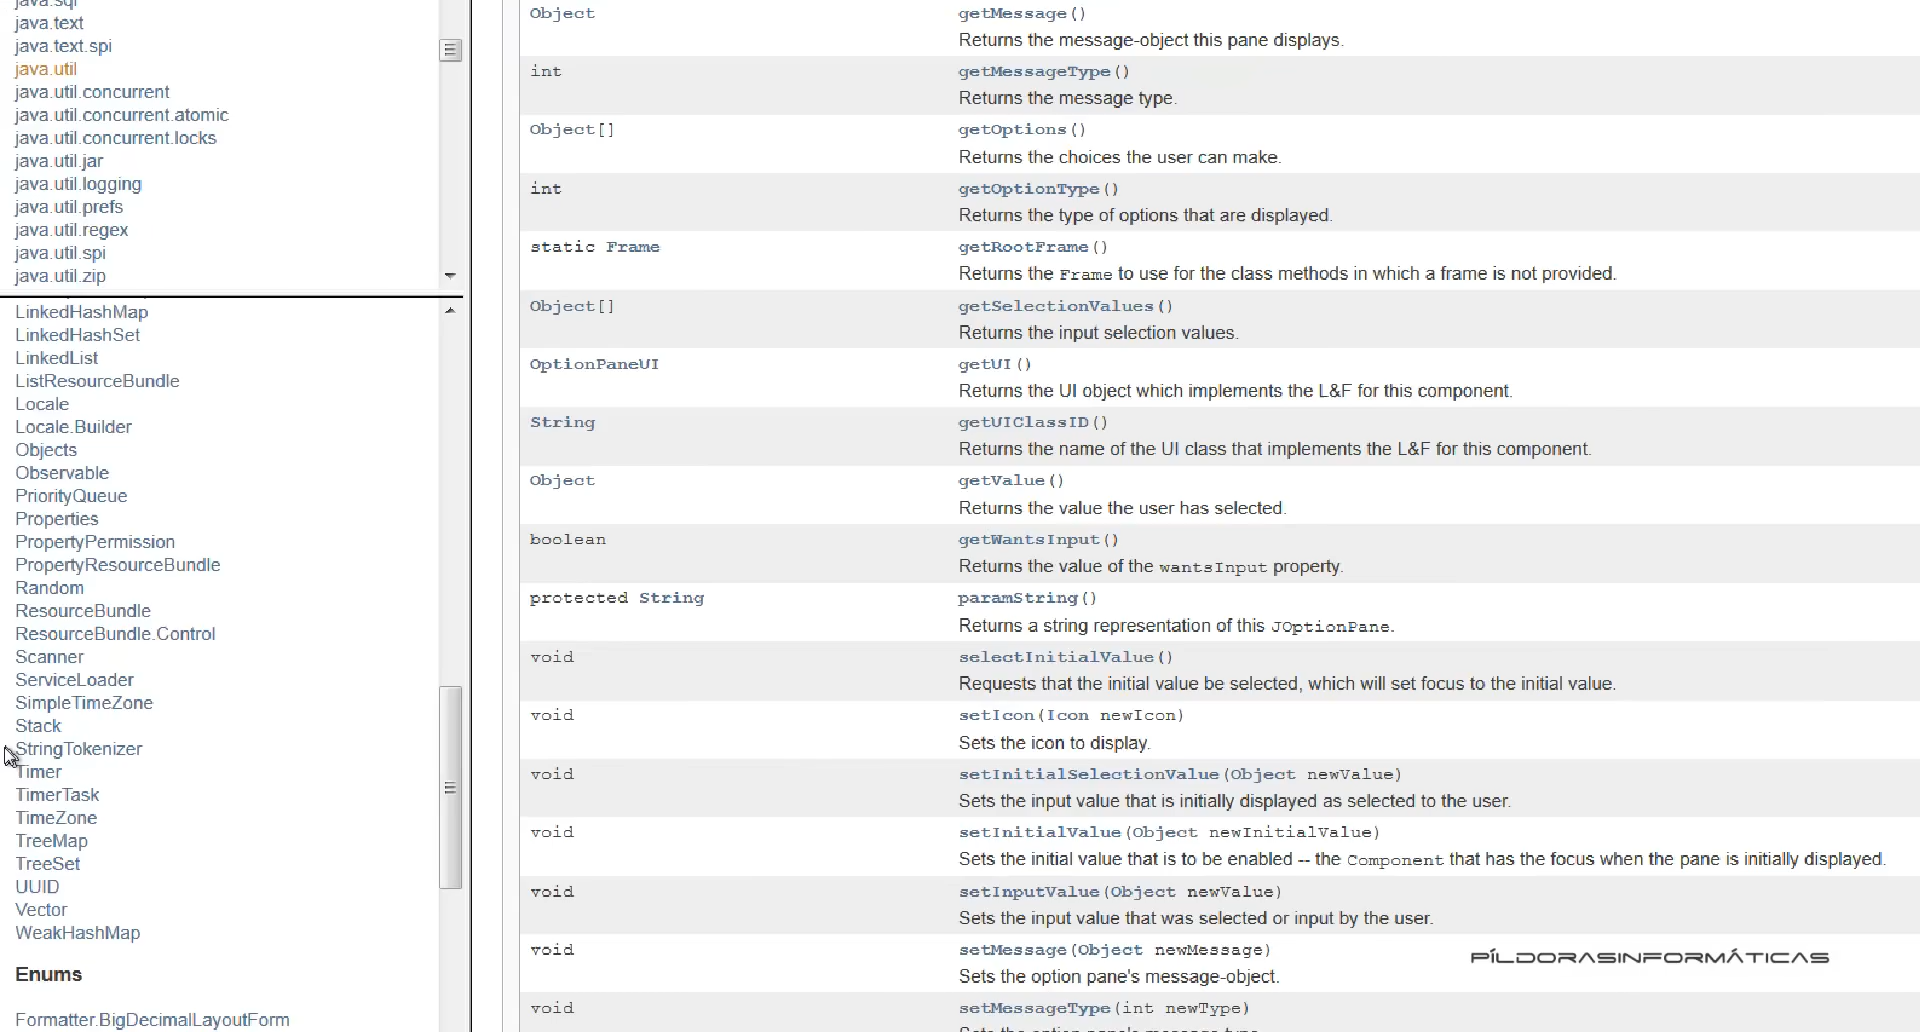 java.sql
java.text
java.text.spi
java.util
java.util.concurrent
java.util.concurrent.atomic
java.util.concurrent.locks
java.util.jar
java.util.logging
java.util.prefs
java.util.regex
java.util.spi
java.util.zip
LinkedHashMap
LinkedHashSet
LinkedList
ListResourceBundle
Locale
Locale.Builder
Objects
Observable
PriorityQueue
Properties
PropertyPermission
PropertyResourceBundle
Random
ResourceBundle
ResourceBundle.Control
Scanner
ServiceLoader
SimpleTimeZone
Stack
StringTokenizer
Timer
TimerTask
TimeZone
TreeMap
TreeSet
UUID
Vector
WeakHashMap
Enums
Formatter.BigDecimalLayoutForm
Object getMessage()
Returns the message-object this pane displays.
int getMessageType()
Returns the message type.
Object[] getOptions()
Returns the choices the user can make.
int getOptionType()
Returns the type of options that are displayed.
static Frame getRootFrame()
Returns the Frame to use for the class methods in which a frame is not provided.
Object[] getSelectionValues()
Returns the input selection values.
OptionPaneUI getUI()
Returns the UI object which implements the L&F for this component.
String getUIClassID()
Returns the name of the UI class that implements the L&F for this component.
Object getValue()
Returns the value the user has selected.
boolean getWantsInput()
Returns the value of the wantsInput property.
protected String paramString()
Returns a string representation of this JOptionPane.
void selectInitialValue()
Requests that the initial value be selected, which will set focus to the initial value.
void setIcon(Icon newIcon)
Sets the icon to display.
void setInitialSelectionValue(Object newValue)
Sets the input value that is initially displayed as selected to the user.
void setInitialValue(Object newInitialValue)
Sets the initial value that is to be enabled -- the Component that has the focus when the pane is initially displayed.
void setInputValue(Object newValue)
Sets the input value that was selected or input by the user.
void setMessage(Object newMessage)
Sets the option pane's message-object.
void setMessageType(int newType)
PÍLDORASINFORMÁTICAS